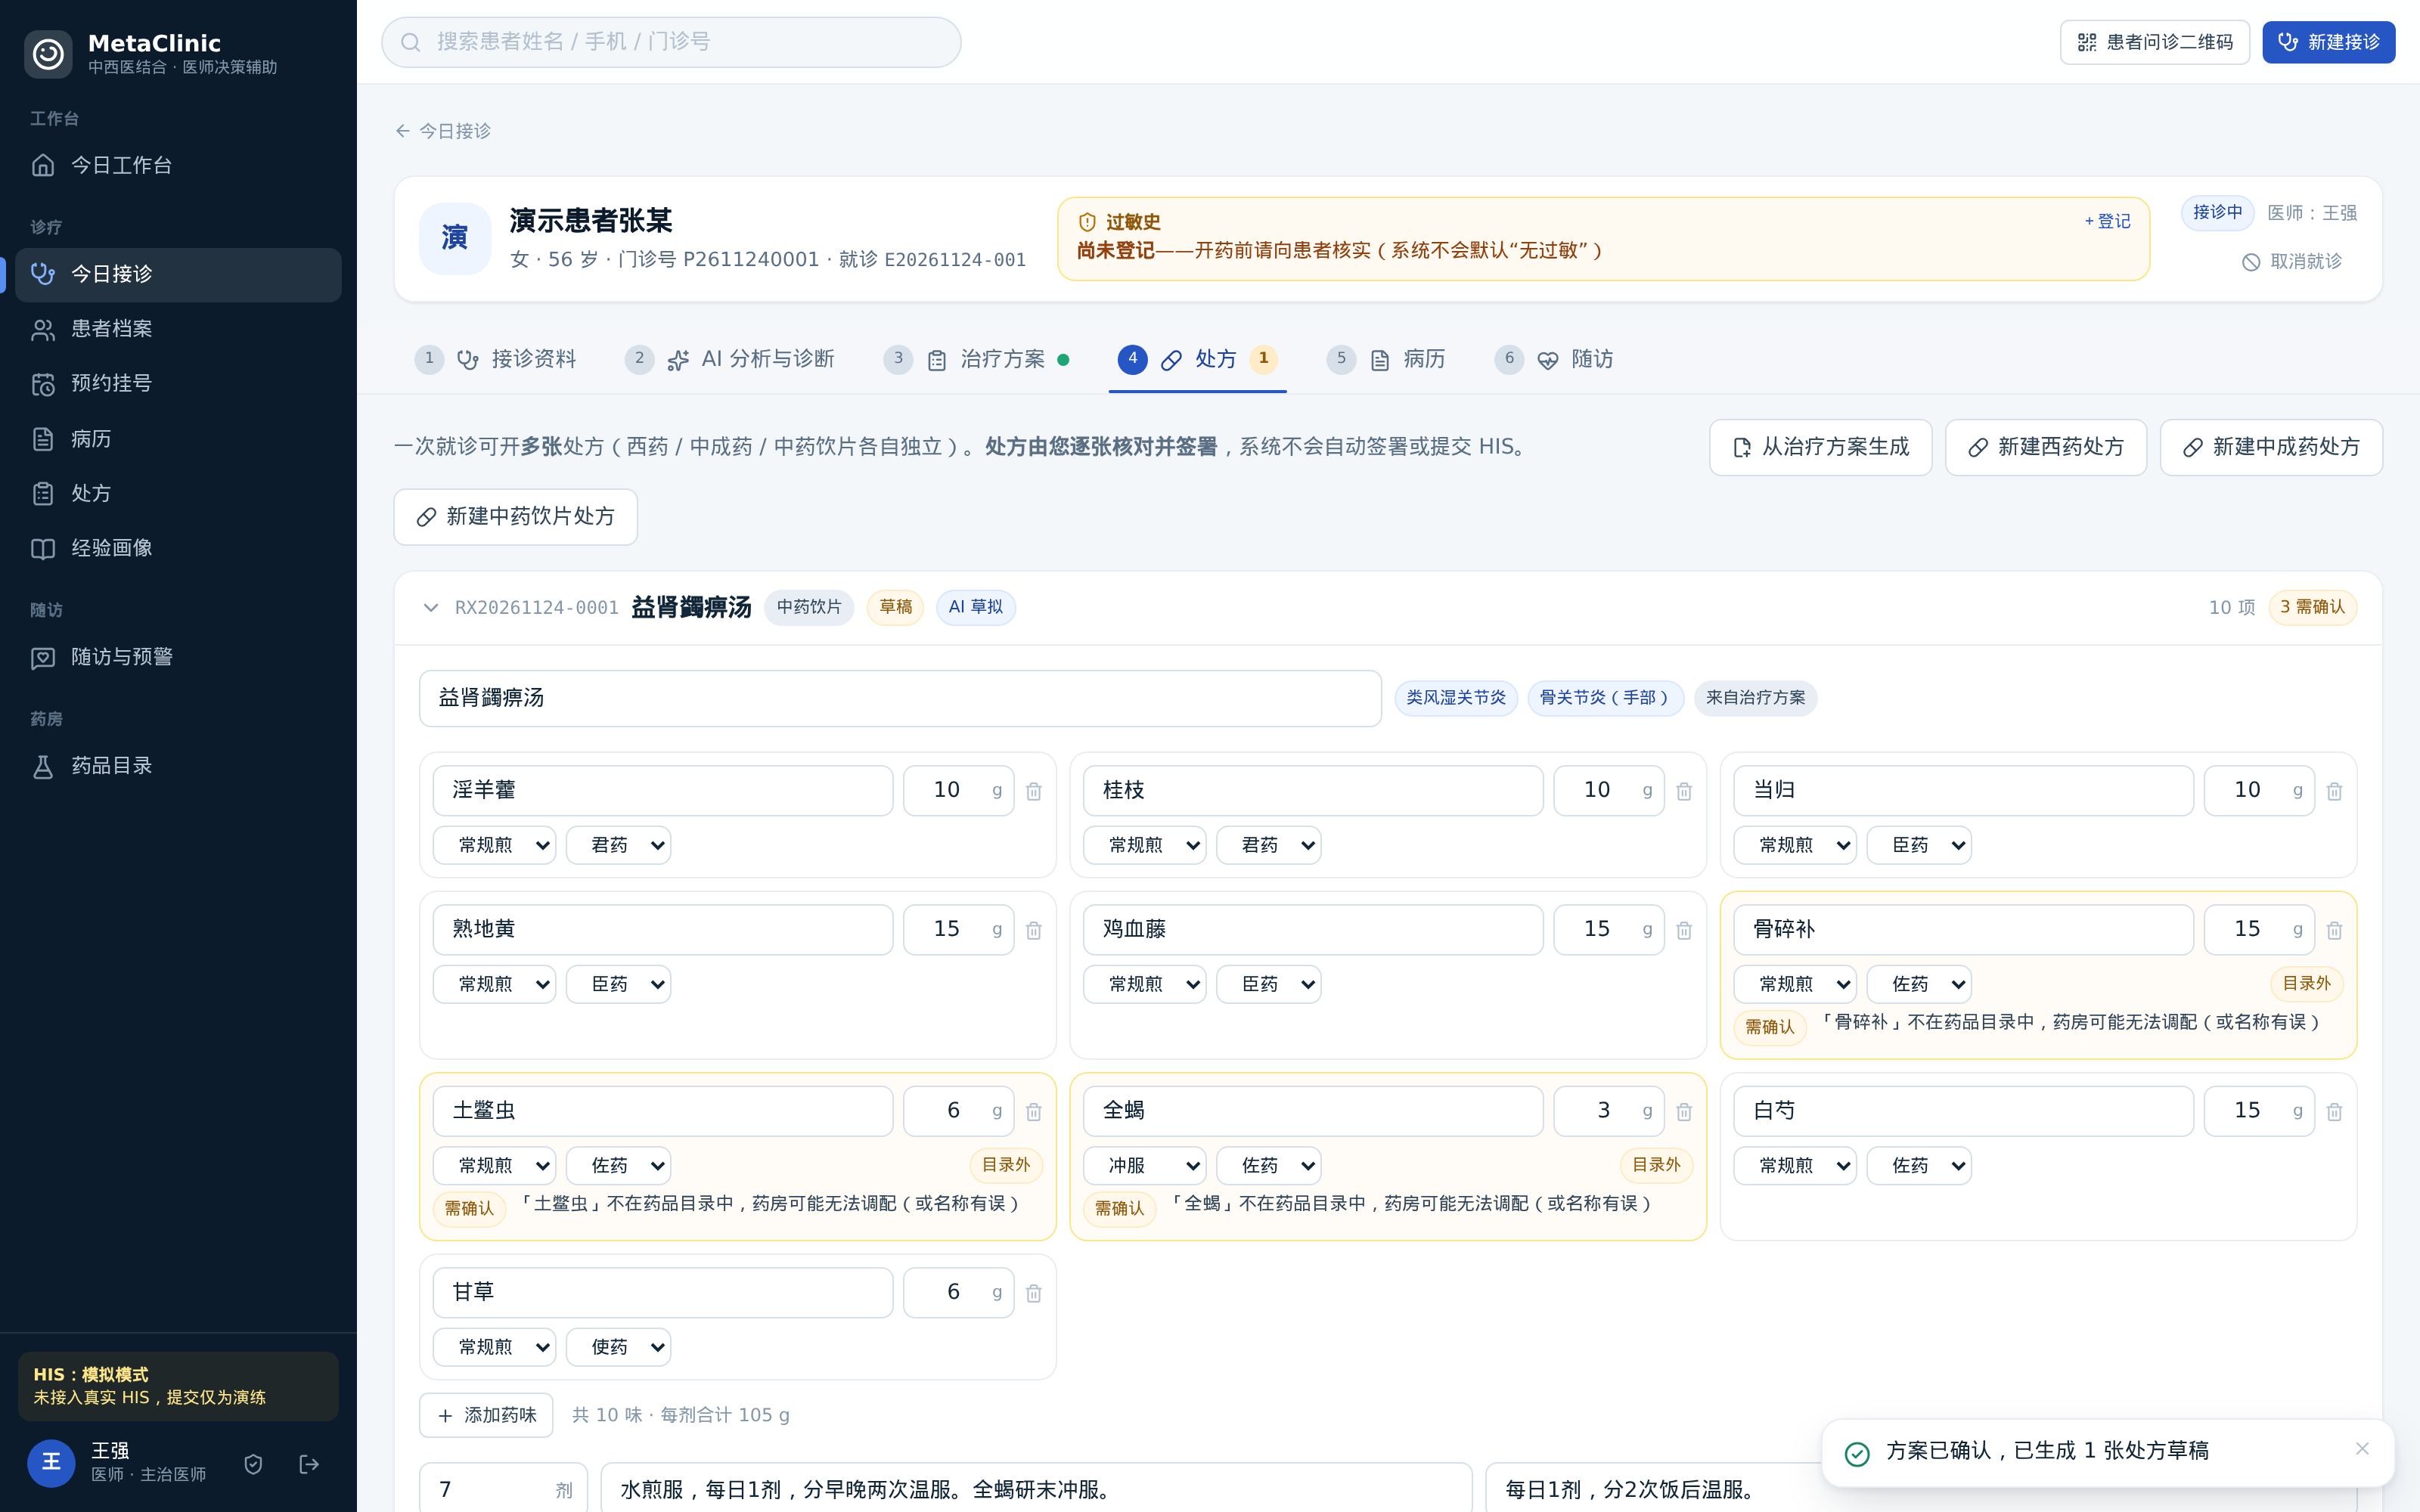 MetaClinic
中西医结合 · 医师决策辅助
工作台
今日工作台
诊疗
今日接诊
患者档案
预约挂号
病历
处方
经验画像
随访
随访与预警
药房
药品目录
HIS：模拟模式
未接入真实 HIS，提交仅为演练
王
王强
医师 · 主治医师
搜索患者姓名 / 手机 / 门诊号
患者问诊二维码
新建接诊
今日接诊
演
演示患者张某
女 · 56 岁 · 门诊号 P2611240001 · 就诊 E20261124-001
过敏史
+ 登记
尚未登记——开药前请向患者核实（系统不会默认“无过敏”）
接诊中
医师：王强
取消就诊
1 接诊资料
2 AI 分析与诊断
3 治疗方案
4 处方 1
5 病历
6 随访
一次就诊可开多张处方（西药 / 中成药 / 中药饮片各自独立）。处方由您逐张核对并签署，系统不会自动签署或提交 HIS。
从治疗方案生成
新建西药处方
新建中成药处方
新建中药饮片处方
RX20261124-0001 益肾蠲痹汤 中药饮片 草稿 AI 草拟
10 项 3 需确认
益肾蠲痹汤
类风湿关节炎 骨关节炎（手部） 来自治疗方案
淫羊藿 10 g
常规煎 君药
桂枝 10 g
常规煎 君药
当归 10 g
常规煎 臣药
熟地黄 15 g
常规煎 臣药
鸡血藤 15 g
常规煎 臣药
骨碎补 15 g
常规煎 佐药 目录外
需确认 「骨碎补」不在药品目录中，药房可能无法调配（或名称有误）
土鳖虫 6 g
常规煎 佐药 目录外
需确认 「土鳖虫」不在药品目录中，药房可能无法调配（或名称有误）
全蝎 3 g
冲服 佐药 目录外
需确认 「全蝎」不在药品目录中，药房可能无法调配（或名称有误）
白芍 15 g
常规煎 佐药
甘草 6 g
常规煎 使药
添加药味
共 10 味 · 每剂合计 105 g
7 剂
水煎服，每日1剂，分早晚两次温服。全蝎研末冲服。
每日1剂，分2次饭后温服。
方案已确认，已生成 1 张处方草稿